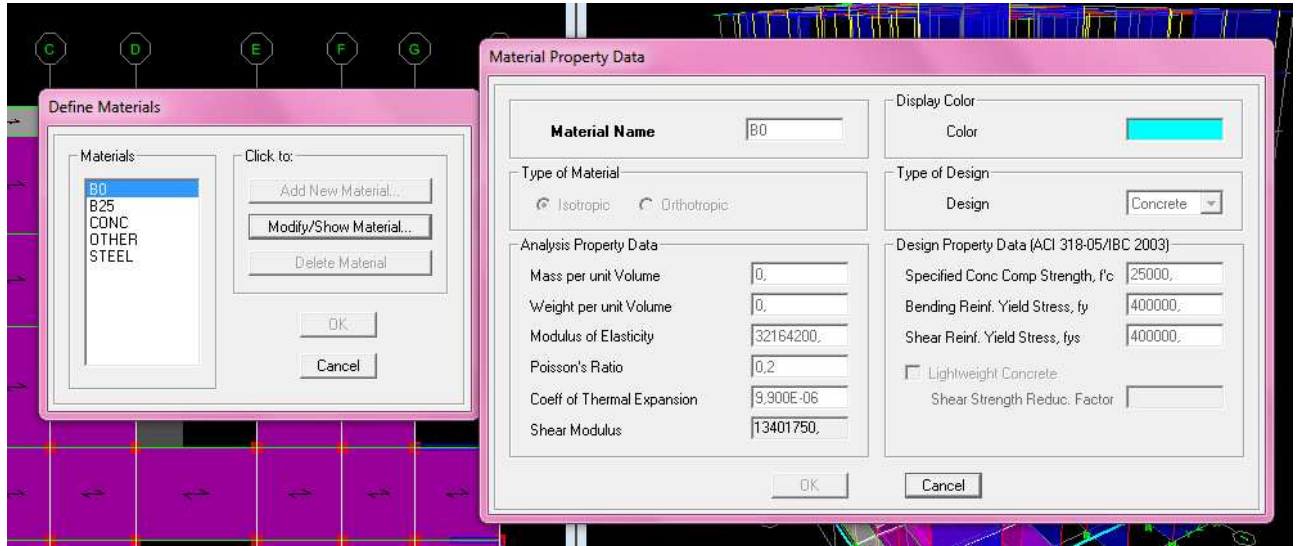 C D E F G
Define Materials
Materials
B0
B25
CONC
OTHER
STEEL
Click to:
Add New Material...
Modify/Show Material...
Delete Material
OK
Cancel
Material Property Data
Material Name B0
Display Color
Color
Type of Material
Isotropic Orthotropic
Type of Design
Design Concrete
Analysis Property Data
Mass per unit Volume 0,
Weight per unit Volume 0,
Modulus of Elasticity 32164200,
Poisson's Ratio 0,2
Coeff of Thermal Expansion 9,900E-06
Shear Modulus 13401750,
Design Property Data (ACI 318-05/IBC 2003)
Specified Conc Comp Strength, f'c 25000,
Bending Reinf. Yield Stress, fy 400000,
Shear Reinf. Yield Stress, fys 400000,
Lightweight Concrete
Shear Strength Reduc. Factor
OK
Cancel